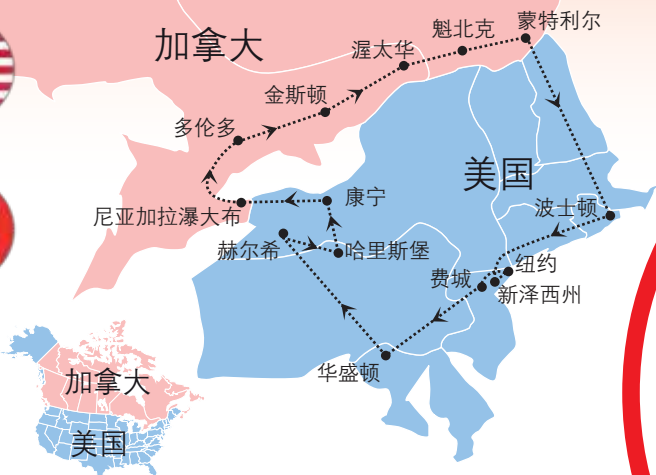 加拿大
魁北克
蒙特利尔
渥太华
金斯顿
多伦多
美国
康宁
尼亚加拉瀑大布
波士顿
赫尔希
哈里斯堡
纽约
费城
新泽西州
华盛顿
加拿大
美国